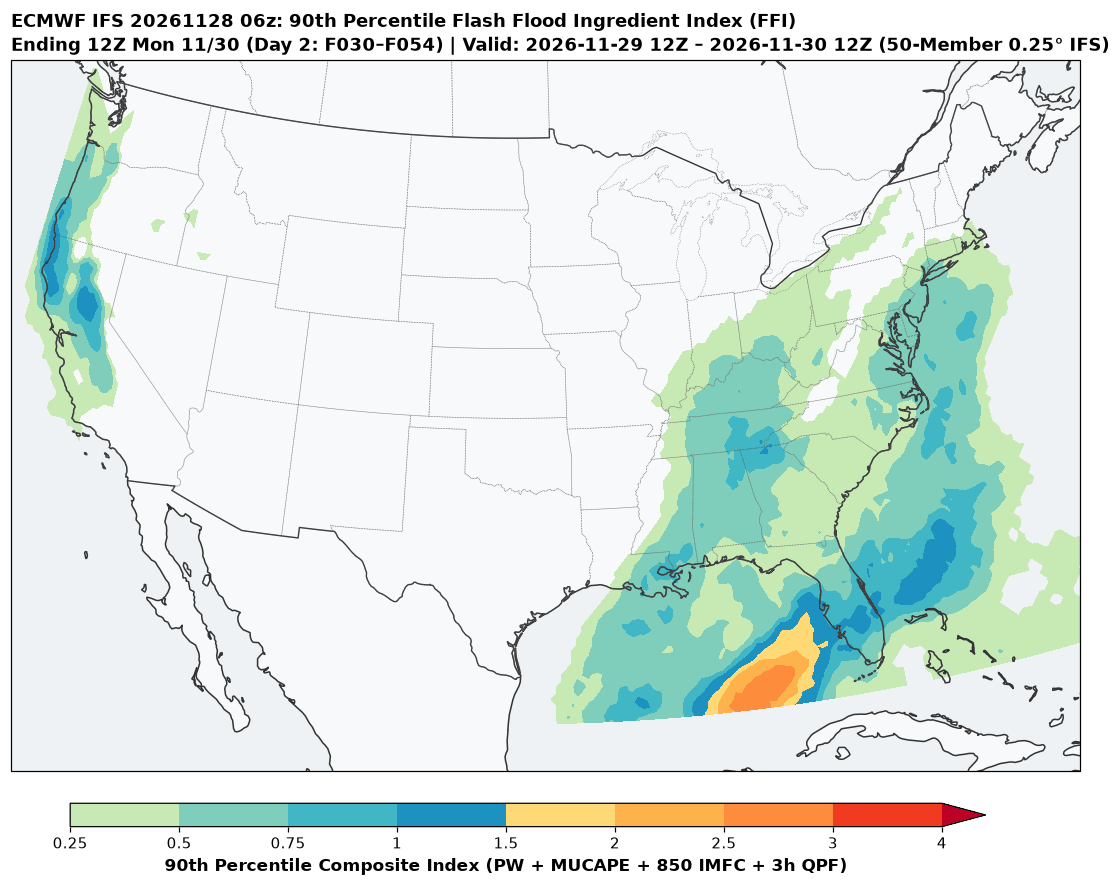 ECMWF IFS 20261128 06z: 90th Percentile Flash Flood Ingredient Index (FFI)
Ending 12Z Mon 11/30 (Day 2: F030–F054) | Valid: 2026-11-29 12Z – 2026-11-30 12Z (50-Member 0.25° IFS)
0.25 0.5 0.75 1 1.5 2 2.5 3 4
90th Percentile Composite Index (PW + MUCAPE + 850 IMFC + 3h QPF)